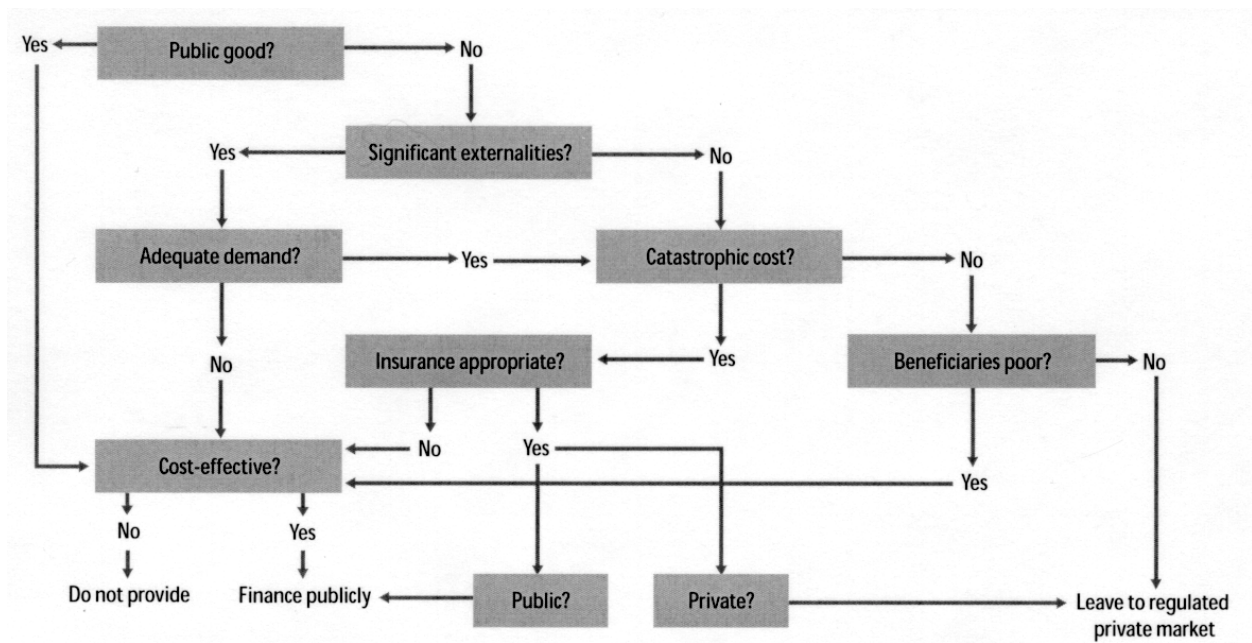 Yes
Public good?
No
Yes
Significant externalities?
No
Adequate demand?
Yes
Catastrophic cost?
No
No
Insurance appropriate?
Yes
Beneficiaries poor?
No
Cost-effective?
No
Yes
Yes
No
Yes
Do not provide
Finance publicly
Public?
Private?
Leave to regulated
private market